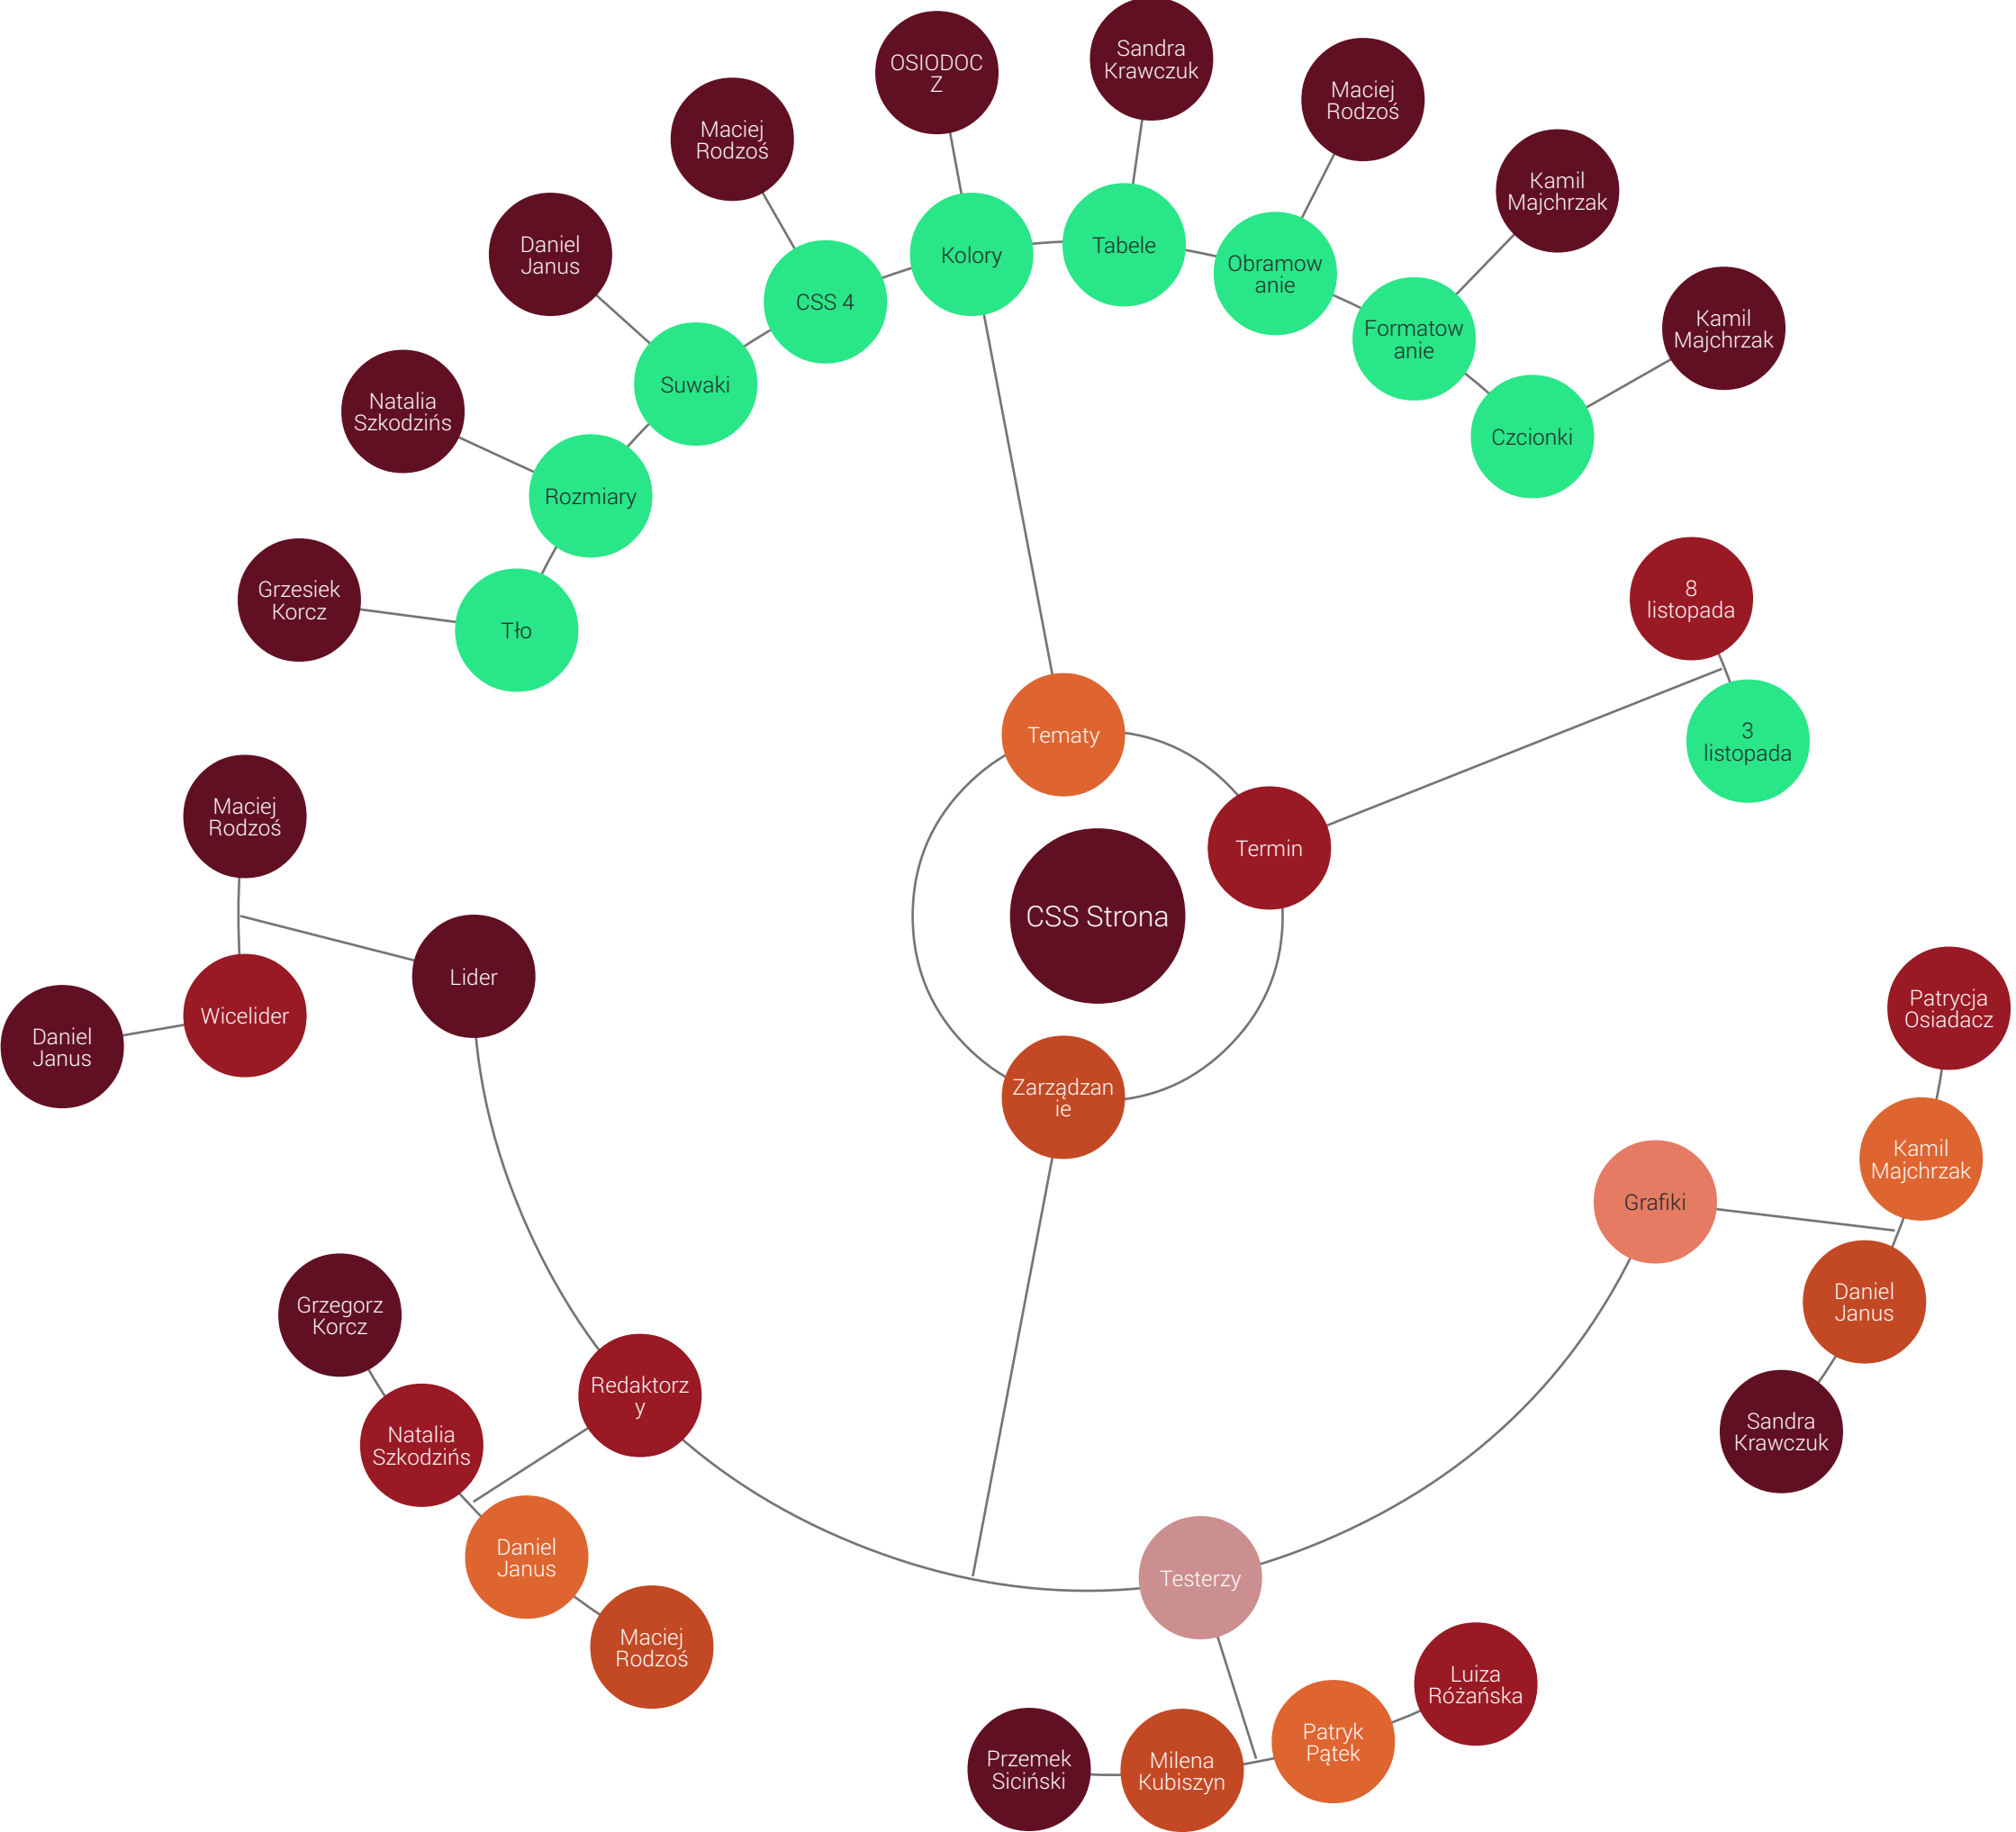 OSIODOC
Z
Sandra
Krawczuk
Maciej
Rodzoś
Maciej
Rodzoś
Kamil
Majchrzak
Daniel
Janus
Kamil
Majchrzak
Natalia
Szkodzińs
Grzesiek
Korcz
Tło
Rozmiary
Suwaki
CSS 4
Kolory
Tabele
Obramow
anie
Formatow
anie
Czcionki
8
listopada
3
listopada
Tematy
Termin
CSS Strona
Zarządzan
ie
Maciej
Rodzoś
Lider
Wicelider
Daniel
Janus
Patrycja
Osiadacz
Kamil
Majchrzak
Grafiki
Daniel
Janus
Sandra
Krawczuk
Grzegorz
Korcz
Redaktorz
y
Natalia
Szkodzińs
Daniel
Janus
Maciej
Rodzoś
Testerzy
Luiza
Różańska
Patryk
Pątek
Milena
Kubiszyn
Przemek
Siciński